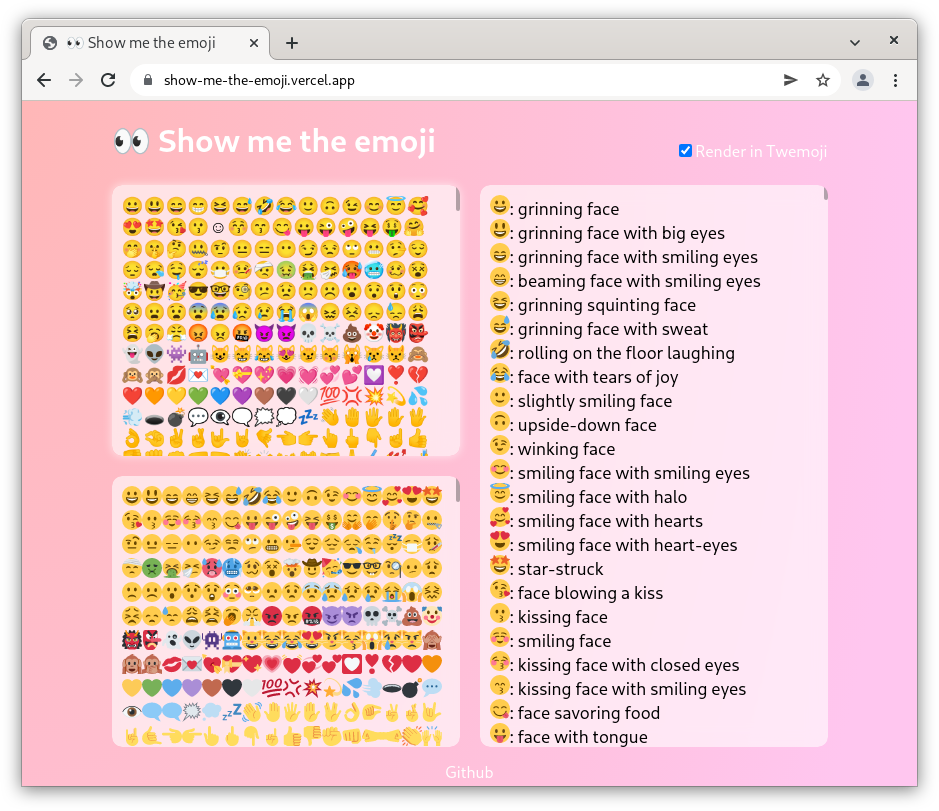 👀 Show me the emoji
show-me-the-emoji.vercel.app
👀 Show me the emoji
Render in Twemoji
😀: grinning face
😃: grinning face with big eyes
😄: grinning face with smiling eyes
😁: beaming face with smiling eyes
😆: grinning squinting face
😅: grinning face with sweat
🤣: rolling on the floor laughing
😂: face with tears of joy
🙂: slightly smiling face
🙃: upside-down face
😉: winking face
😊: smiling face with smiling eyes
😇: smiling face with halo
🥰: smiling face with hearts
😍: smiling face with heart-eyes
🤩: star-struck
😘: face blowing a kiss
😗: kissing face
☺️: smiling face
😚: kissing face with closed eyes
😙: kissing face with smiling eyes
😋: face savoring food
😛: face with tongue
Github